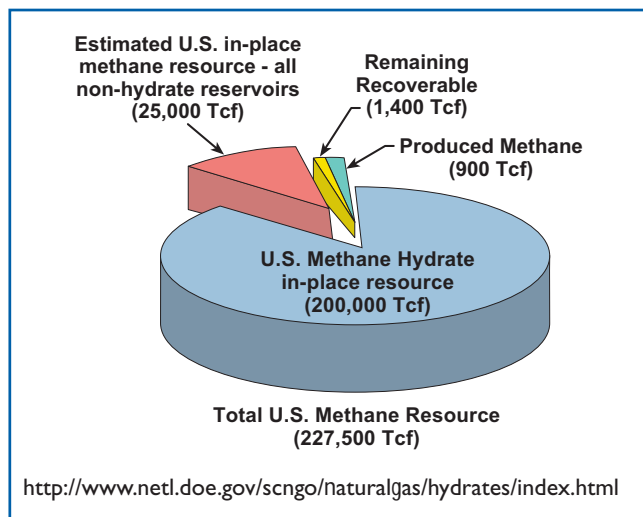 Estimated U.S. in-place
methane resource - all
non-hydrate reservoirs
(25,000 Tcf)
Remaining
Recoverable
(1,400 Tcf)
Produced Methane
(900 Tcf)
U.S. Methane Hydrate
in-place resource
(200,000 Tcf)
Total U.S. Methane Resource
(227,500 Tcf)
http://www.netl.doe.gov/scngo/naturalgas/hydrates/index.html